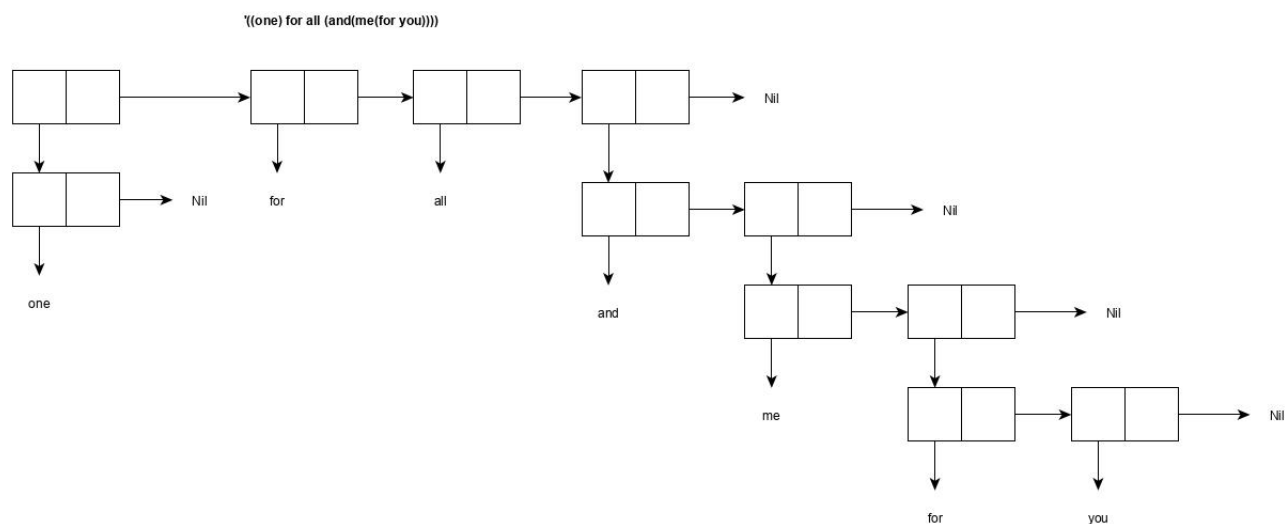 '((one) for all (and(me(for you))))
Nil
Nil
for
all
Nil
one
and
Nil
me
Nil
for
you